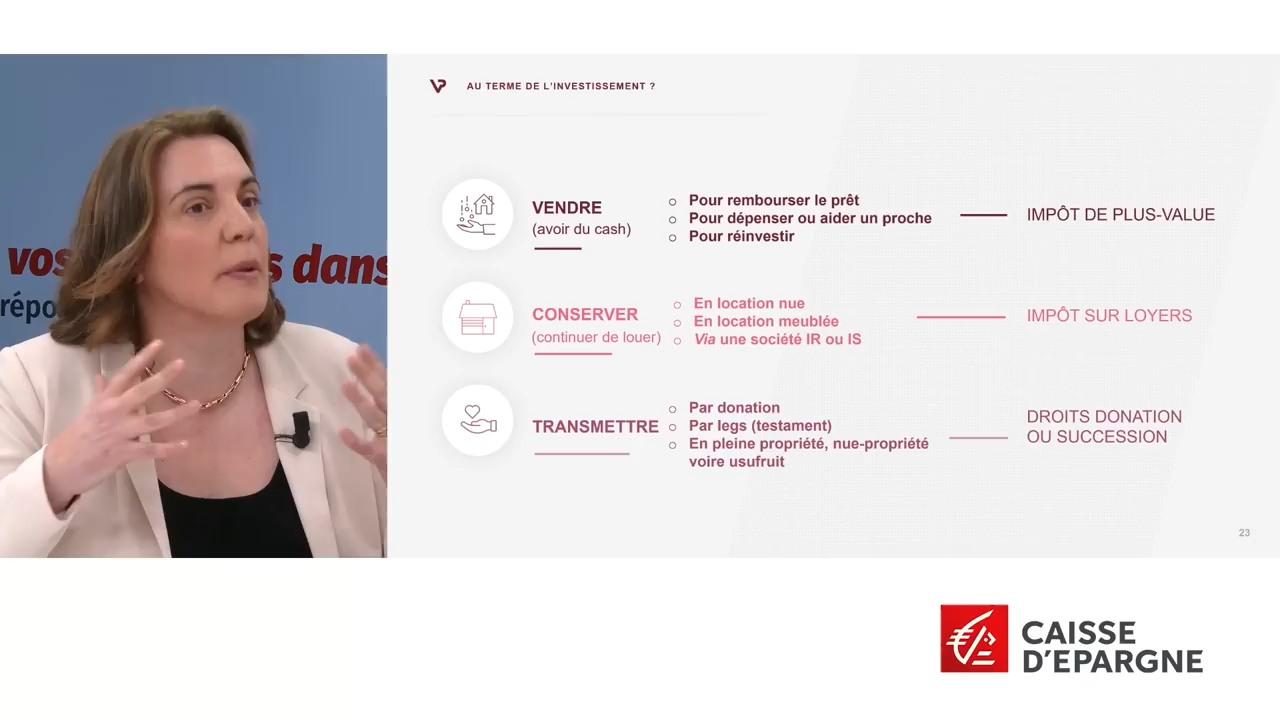 AU TERME DE L'INVESTISSEMENT ?
VENDRE
(avoir du cash)
o Pour rembourser le prêt
o Pour dépenser ou aider un proche
o Pour réinvestir
IMPÔT DE PLUS-VALUE
CONSERVER
(continuer de louer)
o En location nue
o En location meublée
o Via une société IR ou IS
IMPÔT SUR LOYERS
TRANSMETTRE
o Par donation
o Par legs (testament)
o En pleine propriété, nue-propriété
voire usufruit
DROITS DONATION
OU SUCCESSION
23
vos
s dans
répo
CAISSE
D'EPARGNE